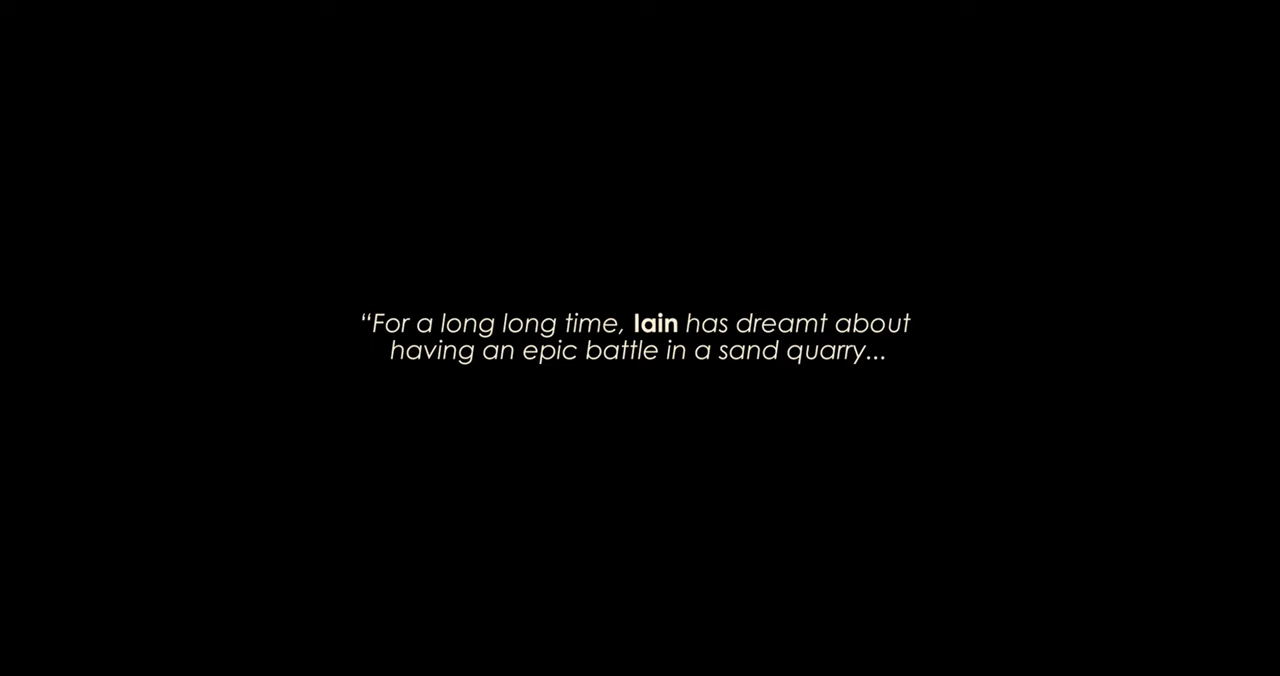 “For a long long time, Iain has dreamt about
having an epic battle in a sand quarry...